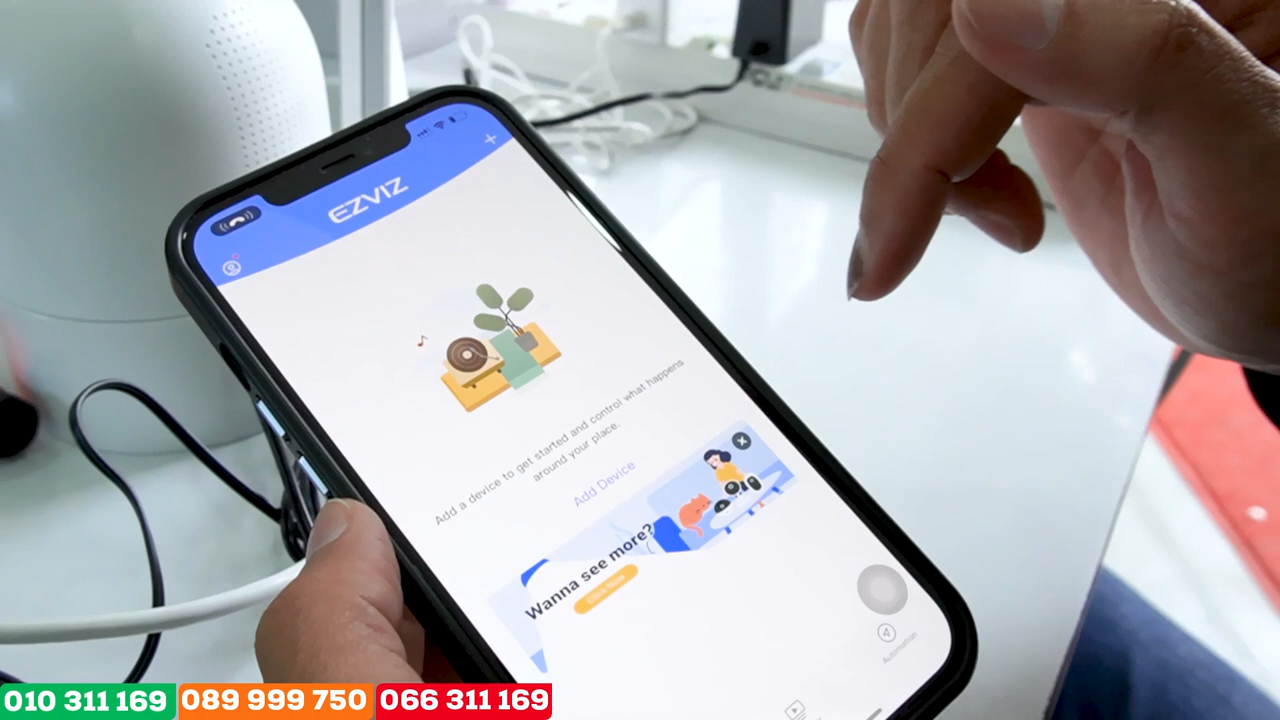 EZVIZ
Add a device to get started and control what happens
around your place.
Add Device
Wanna see more?
Click Now
Automation
010 311 169
089 999 750
066 311 169